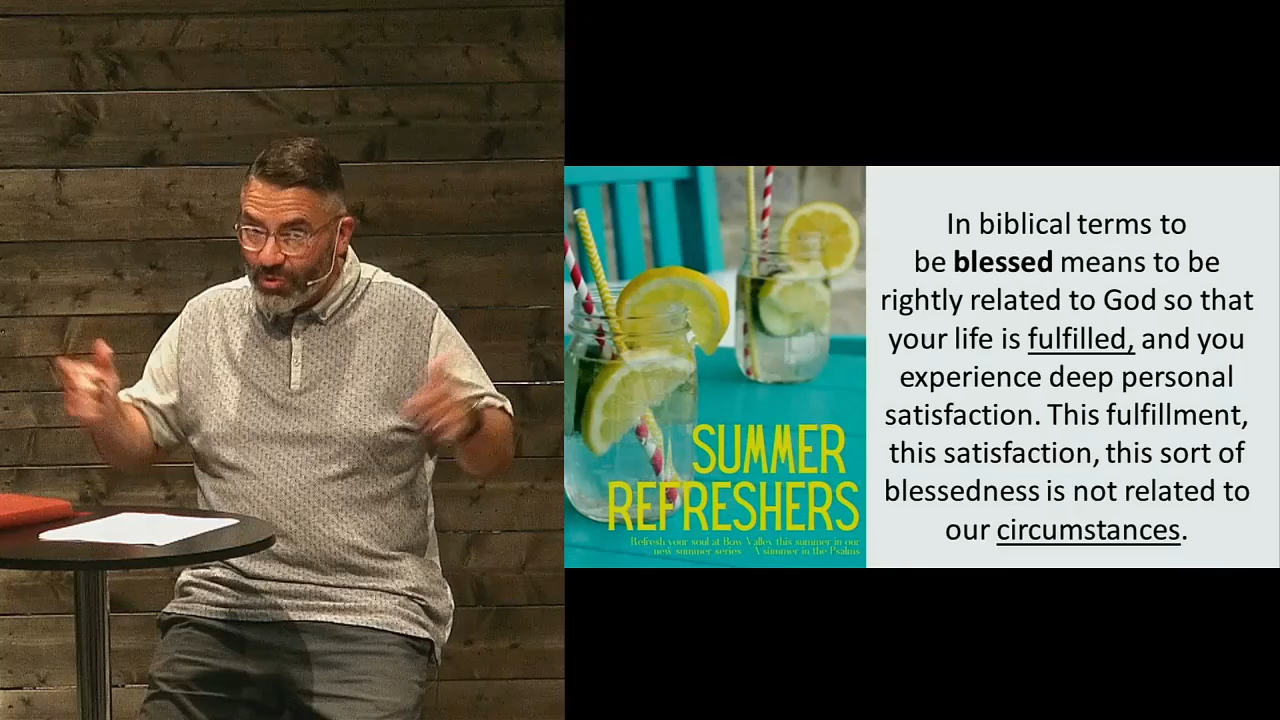 SUMMER
REFRESHERS
Refresh your soul at Bow Valley this summer in our
new summer series A summer in the Psalms
In biblical terms to
be blessed means to be
rightly related to God so that
your life is fulfilled, and you
experience deep personal
satisfaction. This fulfillment,
this satisfaction, this sort of
blessedness is not related to
our circumstances.